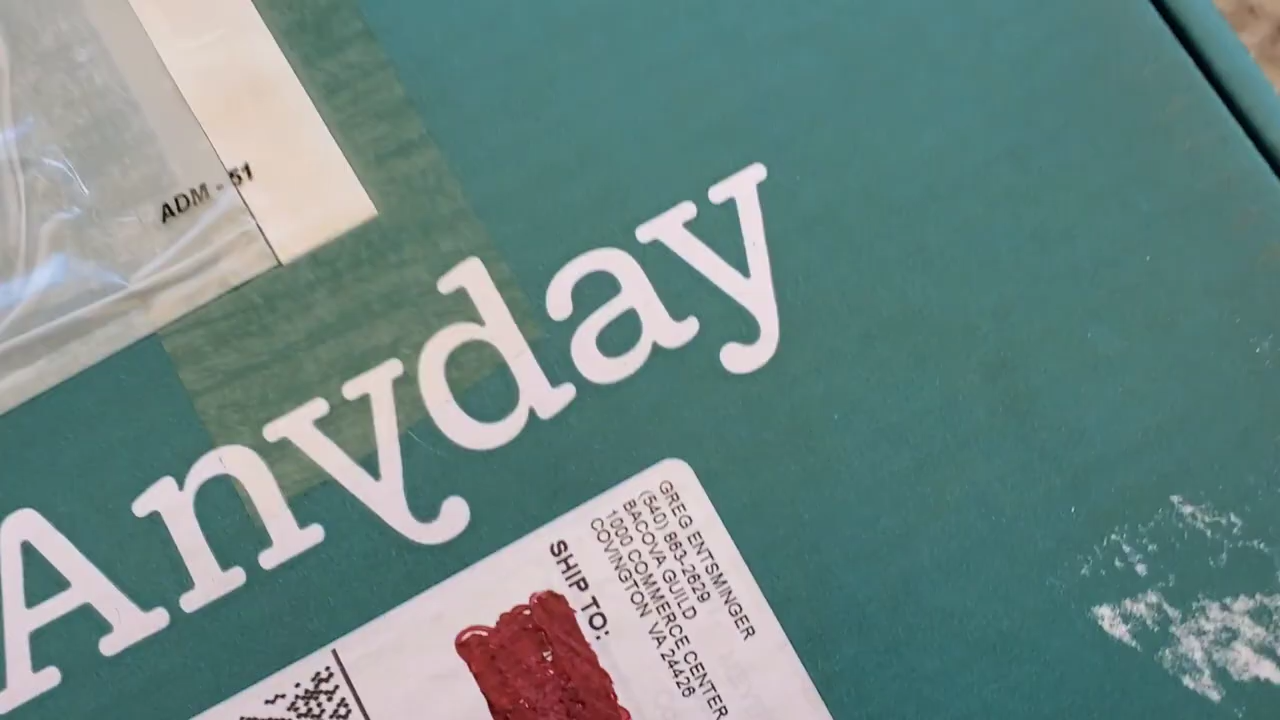 ADM - 51
Anyday
GREG ENTSMINGER
(540) 863-2629
BACOVA GUILD
1000 COMMERCE CENTER
COVINGTON VA 24426
SHIP TO: